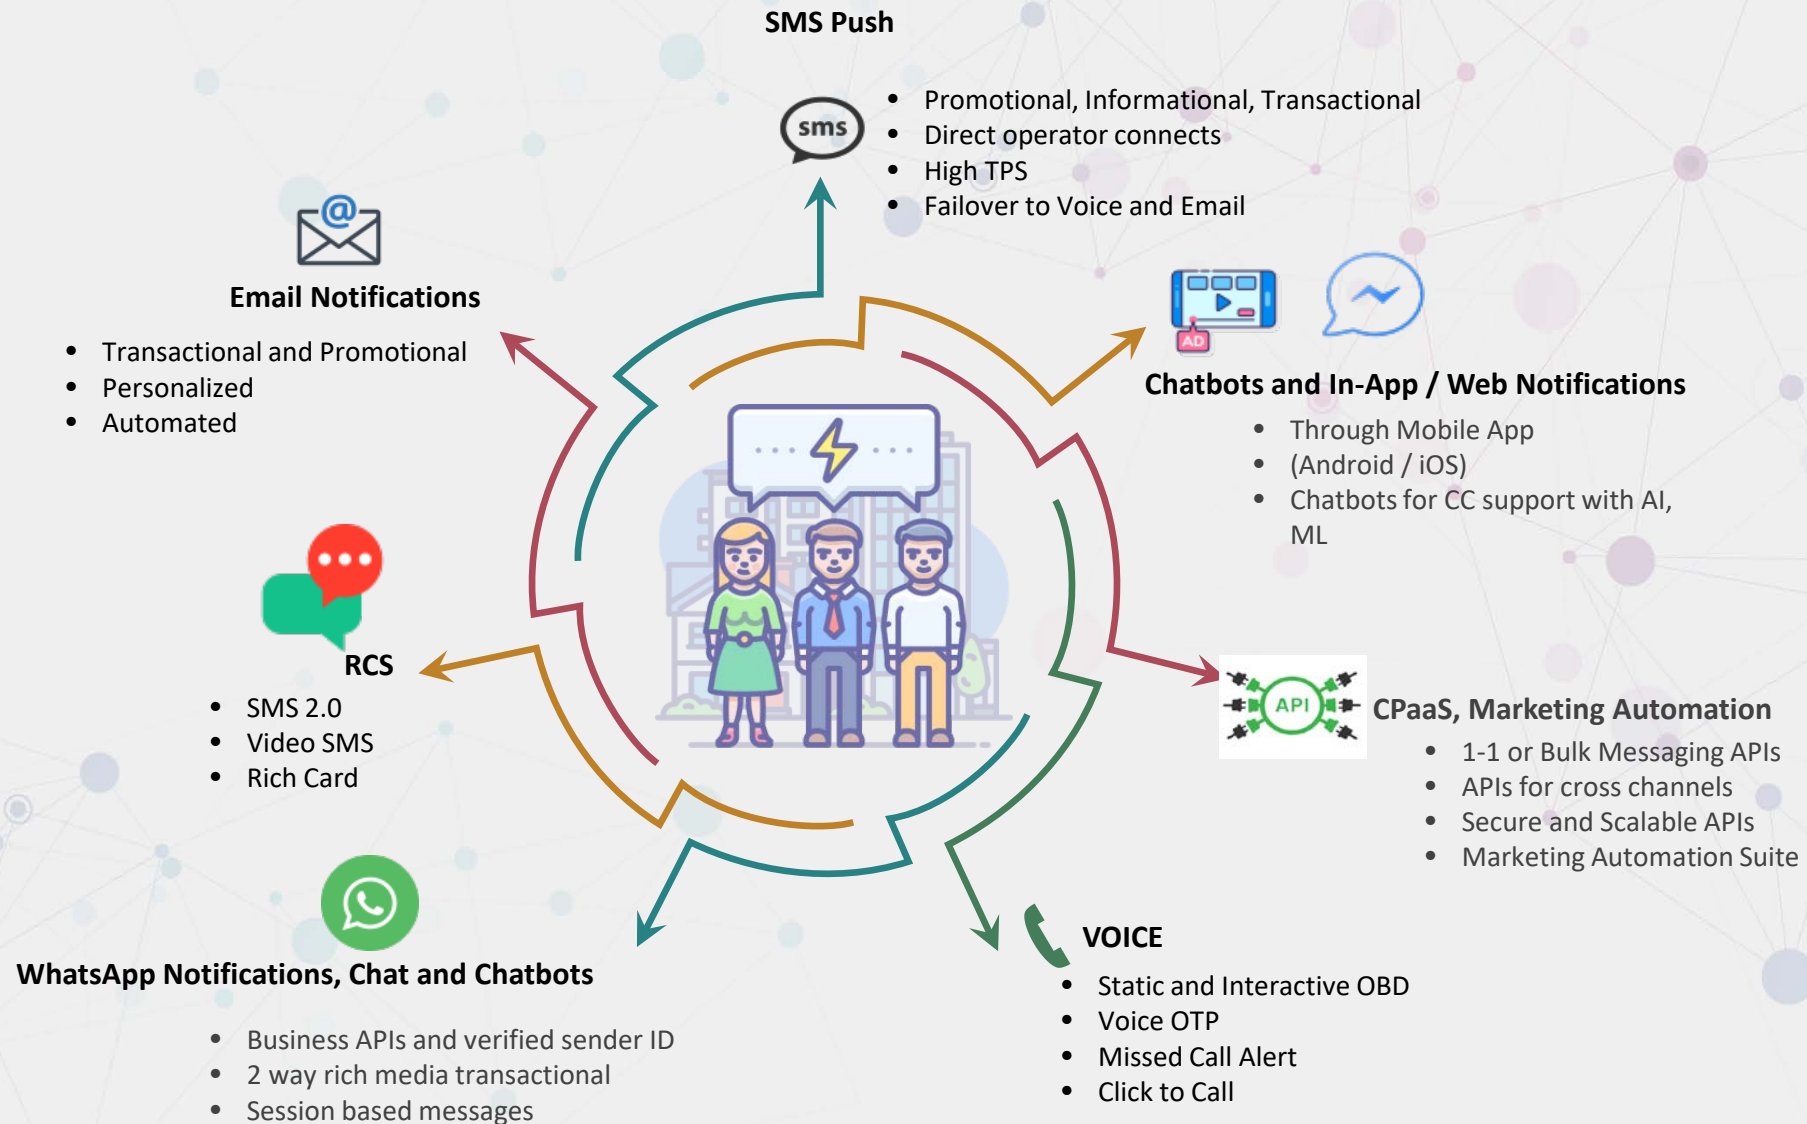 SMS Push
sms
• Promotional, Informational, Transactional
• Direct operator connects
• High TPS
• Failover to Voice and Email
@
Email Notifications
• Transactional and Promotional
• Personalized
• Automated
AD
Chatbots and In-App / Web Notifications
• Through Mobile App
• (Android / iOS)
• Chatbots for CC support with AI,
ML
RCS
• SMS 2.0
• Video SMS
• Rich Card
API
CPaaS, Marketing Automation
• 1-1 or Bulk Messaging APIs
• APIs for cross channels
• Secure and Scalable APIs
• Marketing Automation Suite
WhatsApp Notifications, Chat and Chatbots
• Business APIs and verified sender ID
• 2 way rich media transactional
• Session based messages
VOICE
• Static and Interactive OBD
• Voice OTP
• Missed Call Alert
• Click to Call